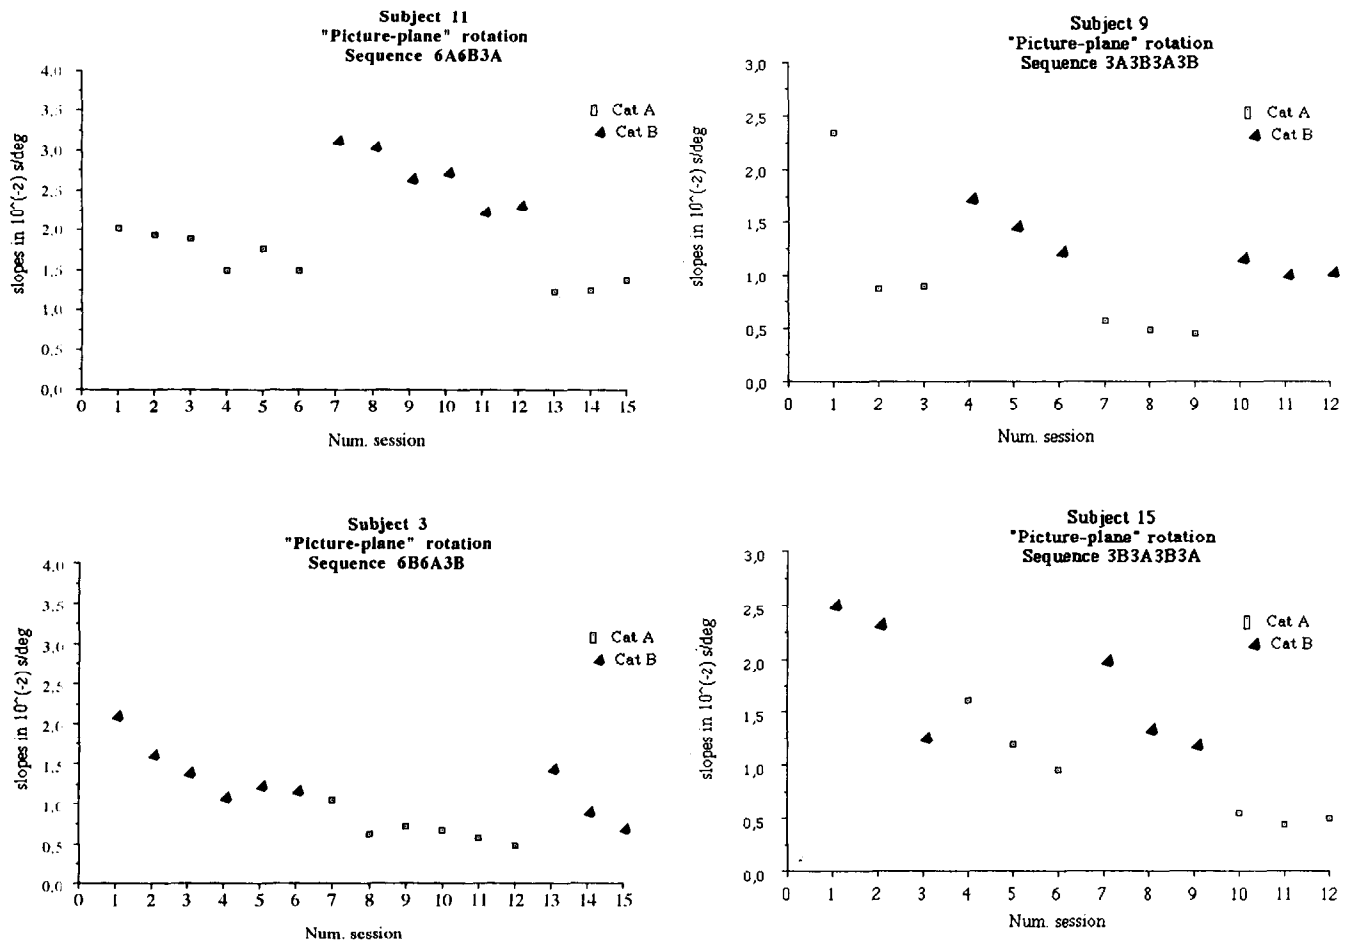 Subject 11
"Picture-plane" rotation
Sequence 6A6B3A
4,0
3,5
3,0
2,5
2,0
1,5
1,0
0,5
0,0
slopes in 10^(-2) s/deg
Cat A
Cat B
0 1 2 3 4 5 6 7 8 9 10 11 12 13 14 15
Num. session
Subject 9
"Picture-plane" rotation
Sequence 3A3B3A3B
3,0
2,5
2,0
1,5
1,0
0,5
0,0
slopes in 10^(-2) s/deg
Cat A
Cat B
0 1 2 3 4 5 6 7 8 9 10 11 12
Num. session
Subject 3
"Picture-plane" rotation
Sequence 6B6A3B
4,0
3,5
3,0
2,5
2,0
1,5
1,0
0,5
0,0
slopes in 10^(-2) s/deg
Cat A
Cat B
0 1 2 3 4 5 6 7 8 9 10 11 12 13 14 15
Num. session
Subject 15
"Picture-plane" rotation
Sequence 3B3A3B3A
3,0
2,5
2,0
1,5
1,0
0,5
0,0
slopes in 10^(-2) s/deg
Cat A
Cat B
0 1 2 3 4 5 6 7 8 9 10 11 12
Num. session